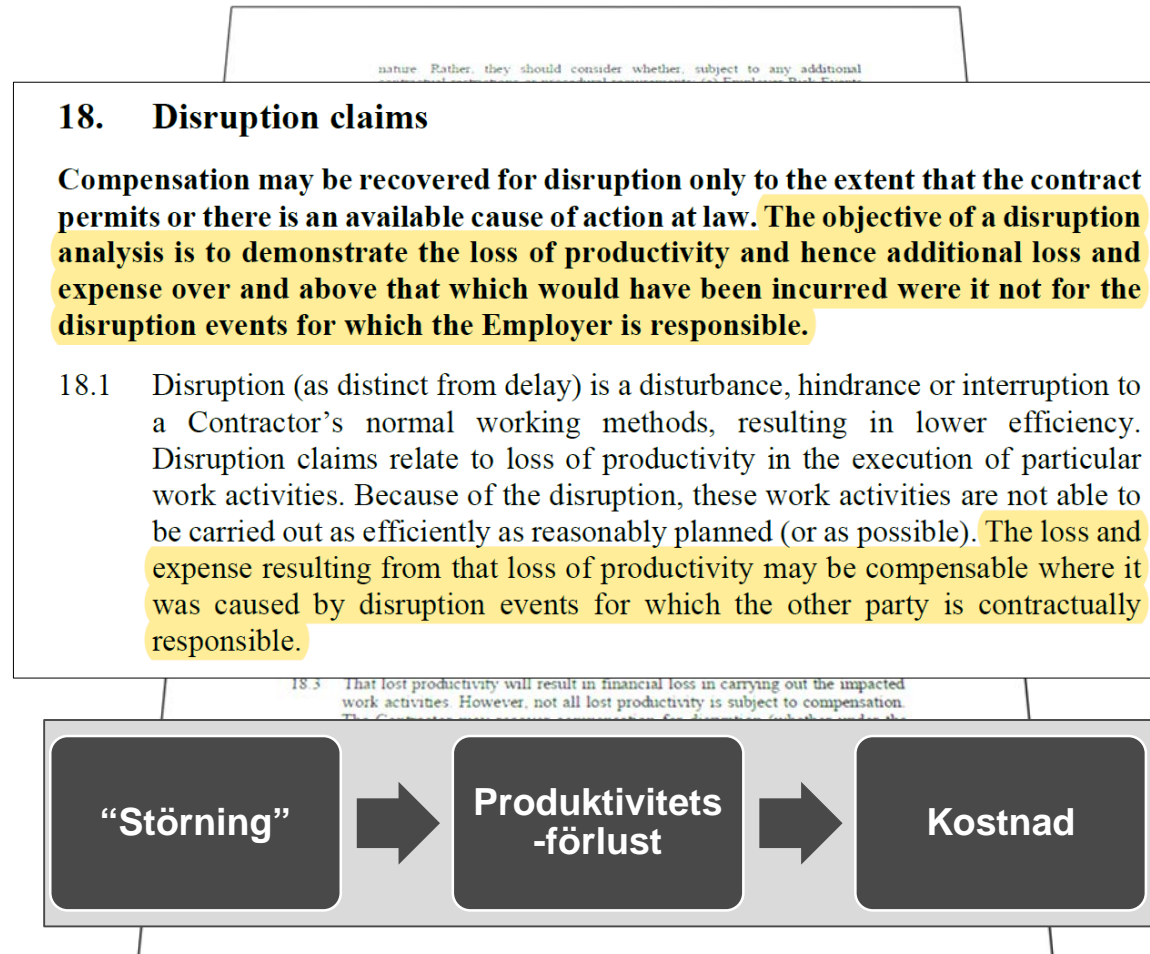 nature. Rather, they should consider whether, subject to any additional
18. Disruption claims
Compensation may be recovered for disruption only to the extent that the contract
permits or there is an available cause of action at law. The objective of a disruption
analysis is to demonstrate the loss of productivity and hence additional loss and
expense over and above that which would have been incurred were it not for the
disruption events for which the Employer is responsible.
18.1 Disruption (as distinct from delay) is a disturbance, hindrance or interruption to
a Contractor’s normal working methods, resulting in lower efficiency.
Disruption claims relate to loss of productivity in the execution of particular
work activities. Because of the disruption, these work activities are not able to
be carried out as efficiently as reasonably planned (or as possible). The loss and
expense resulting from that loss of productivity may be compensable where it
was caused by disruption events for which the other party is contractually
responsible.
18.3 That lost productivity will result in financial loss in carrying out the impacted
work activities. However, not all lost productivity is subject to compensation.
“Störning”
Produktivitets
-förlust
Kostnad